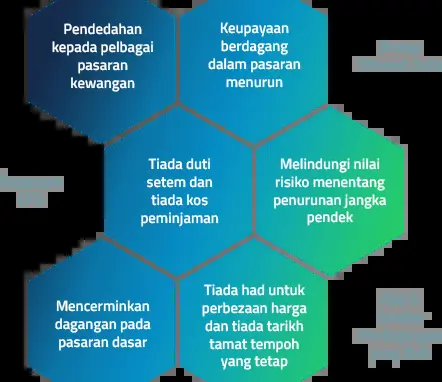 Pendedahan
kepada pelbagai
pasaran
kewangan
Keupayaan
berdagang
dalam pasaran
menurun
Tiada duti
setem dan
tiada kos
peminjaman
Melindungi nilai
risiko menentang
penurunan jangka
pendek
Mencerminkan
dagangan pada
pasaran dasar
Tiada had untuk
perbezaan harga
dan tiada tarikh
tamat tempoh
yang tetap